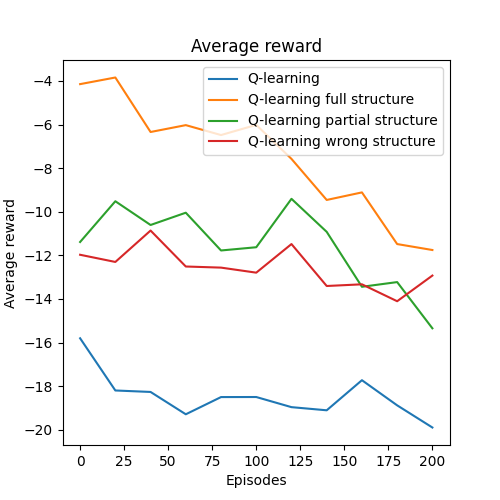 Average reward
Q-learning
Q-learning full structure
Q-learning partial structure
Q-learning wrong structure
Average reward
−4
−6
−8
−10
−12
−14
−16
−18
−20
0 25 50 75 100 125 150 175 200
Episodes